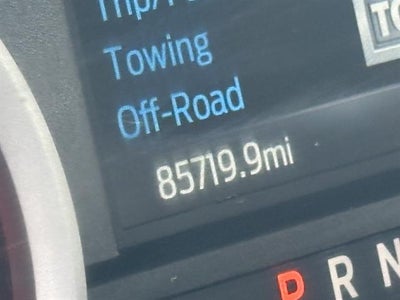 Towing
Off-Road
85719.9mi
P R N